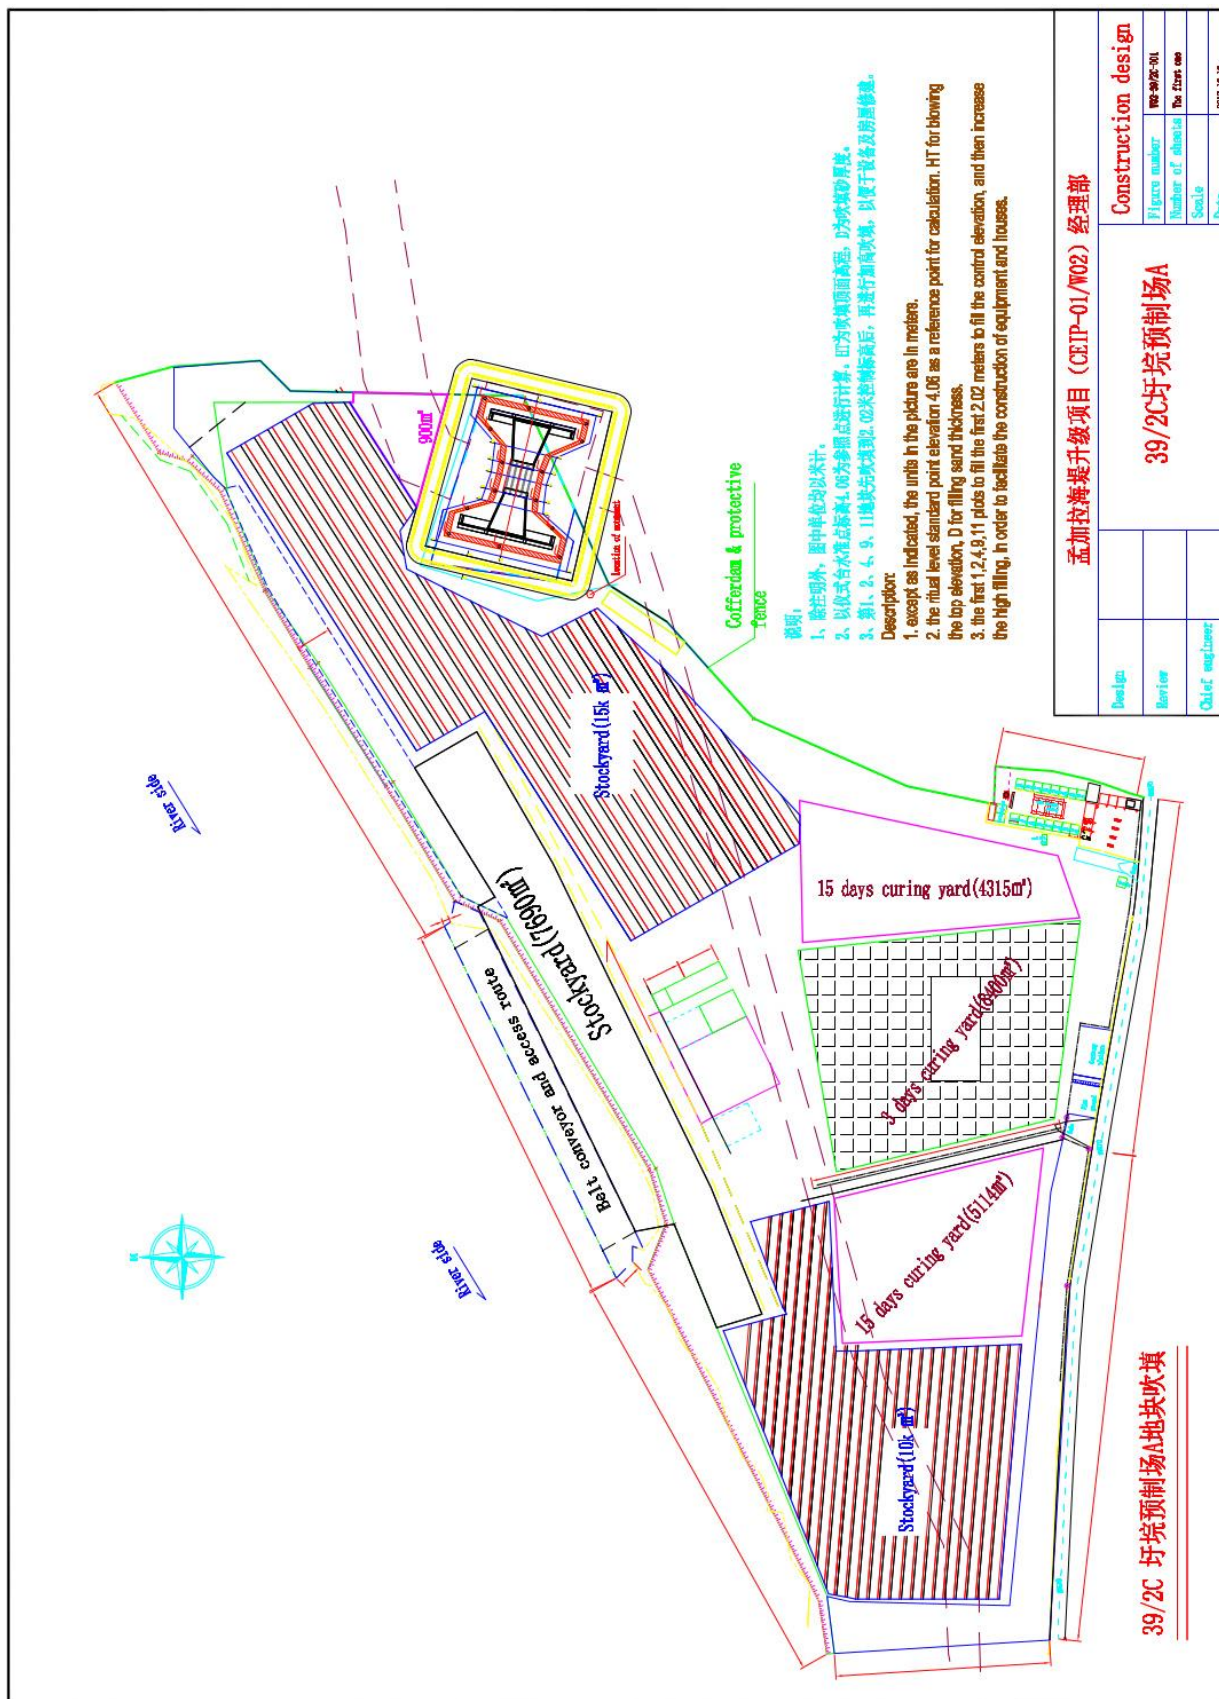 孟加拉海堤升级项目 (CEIP-01/W02) 经理部
Construction design
39/2C圩垸预制场A
Figure number
W02-39/2C-001
Number of sheets
The first one
Scale
Design
Chief engineer
说明:
1、除注明外,图中单位均以米计。
2、以仪式台水准点标高4.06为参照点进行计算。HT为吹填顶面高程,D为吹填砂厚度。
3、第1、2、4、9、11地块先吹填到2.02米控制标高后,再进行加高吹填,以便于设备及房屋修建。
Description:
1. except as indicated, the units in the picture are in meters.
2. the ritual level standard point elevation 4.06 as a reference point for calculation. HT for blowing
the top elevation, D for filling sand thickness.
3. the first 1,2,4,9,11 plots to fill the first 2.02 meters to fill the control elevation, and then increase
the high filling, in order to facilitate the construction of equipment and houses.
Cofferdam & protective
fence
900m²
River side
River side
Stockyard(15k m²)
Stockyard(7690m²)
Belt conveyor and access route
15 days curing yard(4315m²)
3 days curing yard(8400m²)
15 days curing yard(5114m²)
Stockyard(10k m²)
39/2C 圩垸预制场A地块吹填